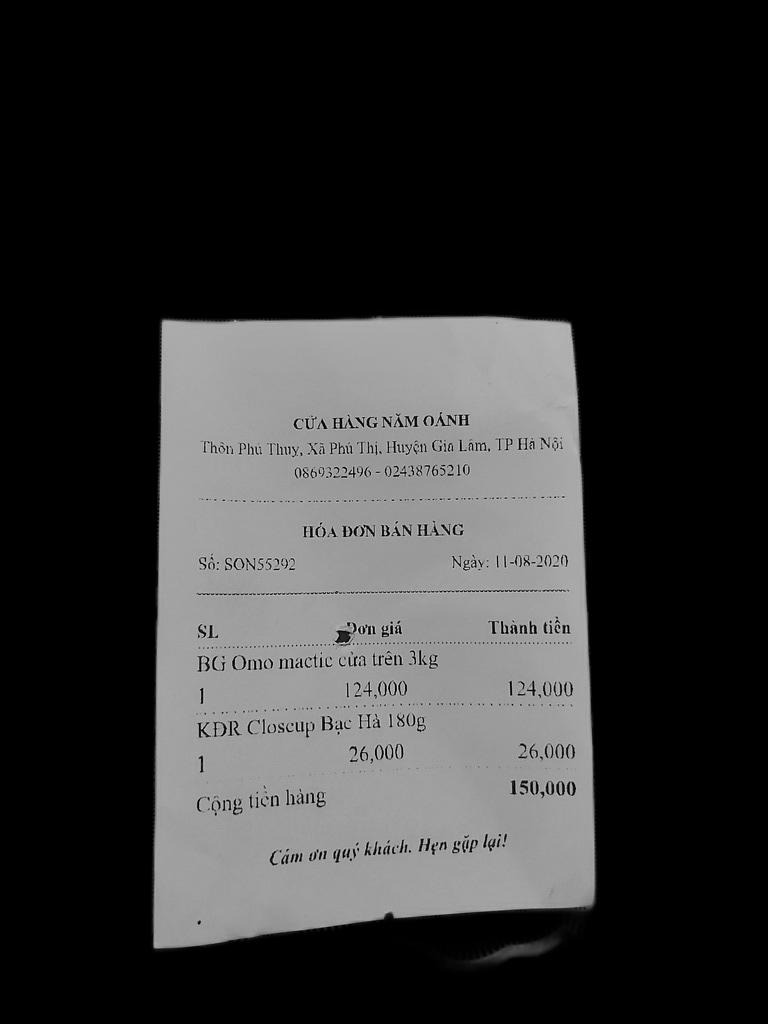 CỬA HÀNG NĂM OÁNH
Thôn Phú Thuỵ, Xã Phú Thị, Huyện Gia Lâm, TP Hà Nội
0869322496 - 02438765210
HÓA ĐƠN BÁN HÀNG
Số: SON55292 Ngày: 11-08-2020
SL Đơn giá Thành tiền
BG Omo mactic cửa trên 3kg
1 124,000 124,000
KĐR Closeup Bạc Hà 180g
1 26,000 26,000
Cộng tiền hàng 150,000
Cám ơn quý khách. Hẹn gặp lại!